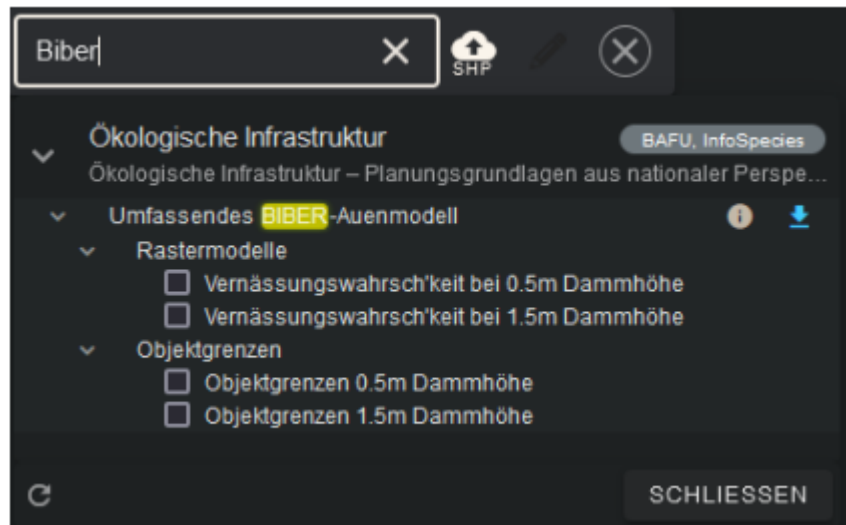 Biber
SHP
Ökologische Infrastruktur
BAFU, InfoSpecies
Ökologische Infrastruktur – Planungsgrundlagen aus nationaler Perspe...
Umfassendes BIBER-Auenmodell
Rastermodelle
Vernässungswahrsch'keit bei 0.5m Dammhöhe
Vernässungswahrsch'keit bei 1.5m Dammhöhe
Objektgrenzen
Objektgrenzen 0.5m Dammhöhe
Objektgrenzen 1.5m Dammhöhe
SCHLIESSEN